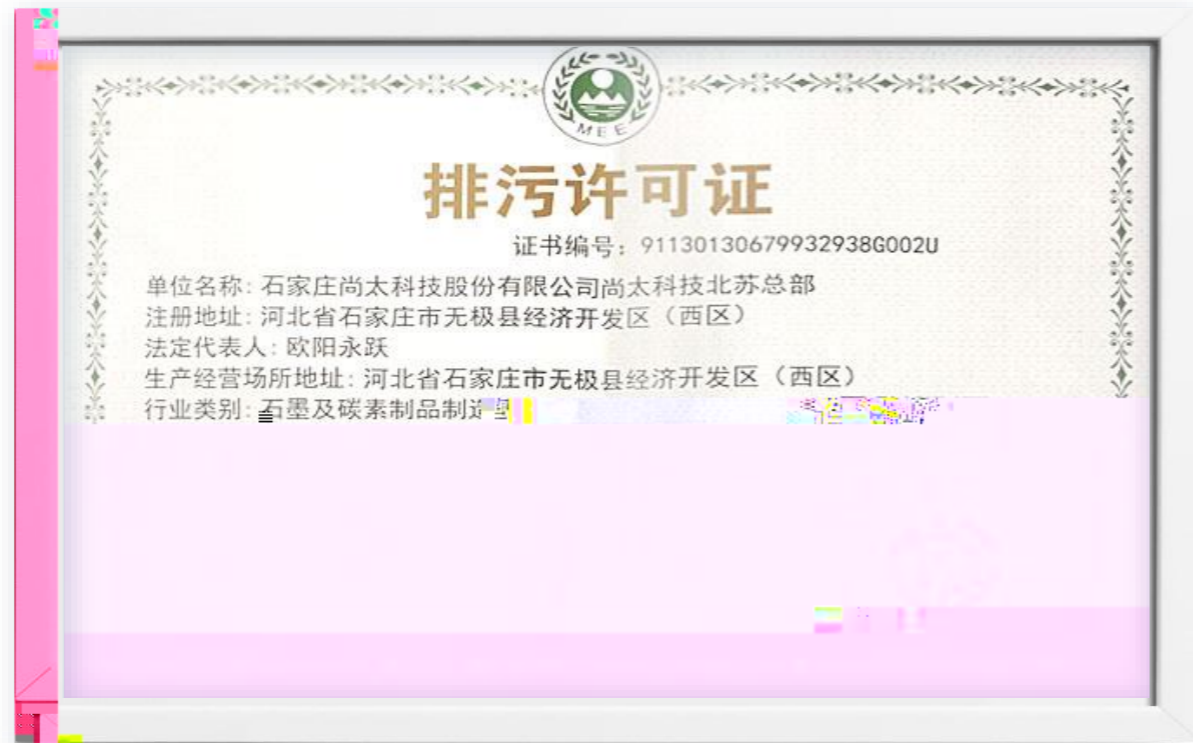 MEE
排污许可证
证书编号：91130130679932938G002U
单位名称：石家庄尚太科技股份有限公司尚太科技北苏总部
注册地址：河北省石家庄市无极县经济开发区（西区）
法定代表人：欧阳永跃
生产经营场所地址：河北省石家庄市无极县经济开发区（西区）
行业类别：石墨及碳素制品制造